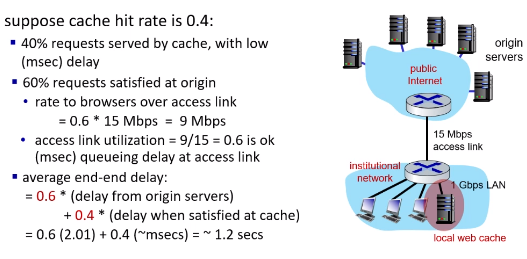 suppose cache hit rate is 0.4:
▪ 40% requests served by cache, with low
(msec) delay
▪ 60% requests satisfied at origin
• rate to browsers over access link
= 0.6 * 15 Mbps = 9 Mbps
• access link utilization = 9/15 = 0.6 is ok
(msec) queueing delay at access link
▪ average end-end delay:
= 0.6 * (delay from origin servers)
+ 0.4 * (delay when satisfied at cache)
= 0.6 (2.01) + 0.4 (~msecs) = ~ 1.2 secs
origin
servers
public
Internet
15 Mbps
access link
institutional
network
1 Gbps LAN
local web cache